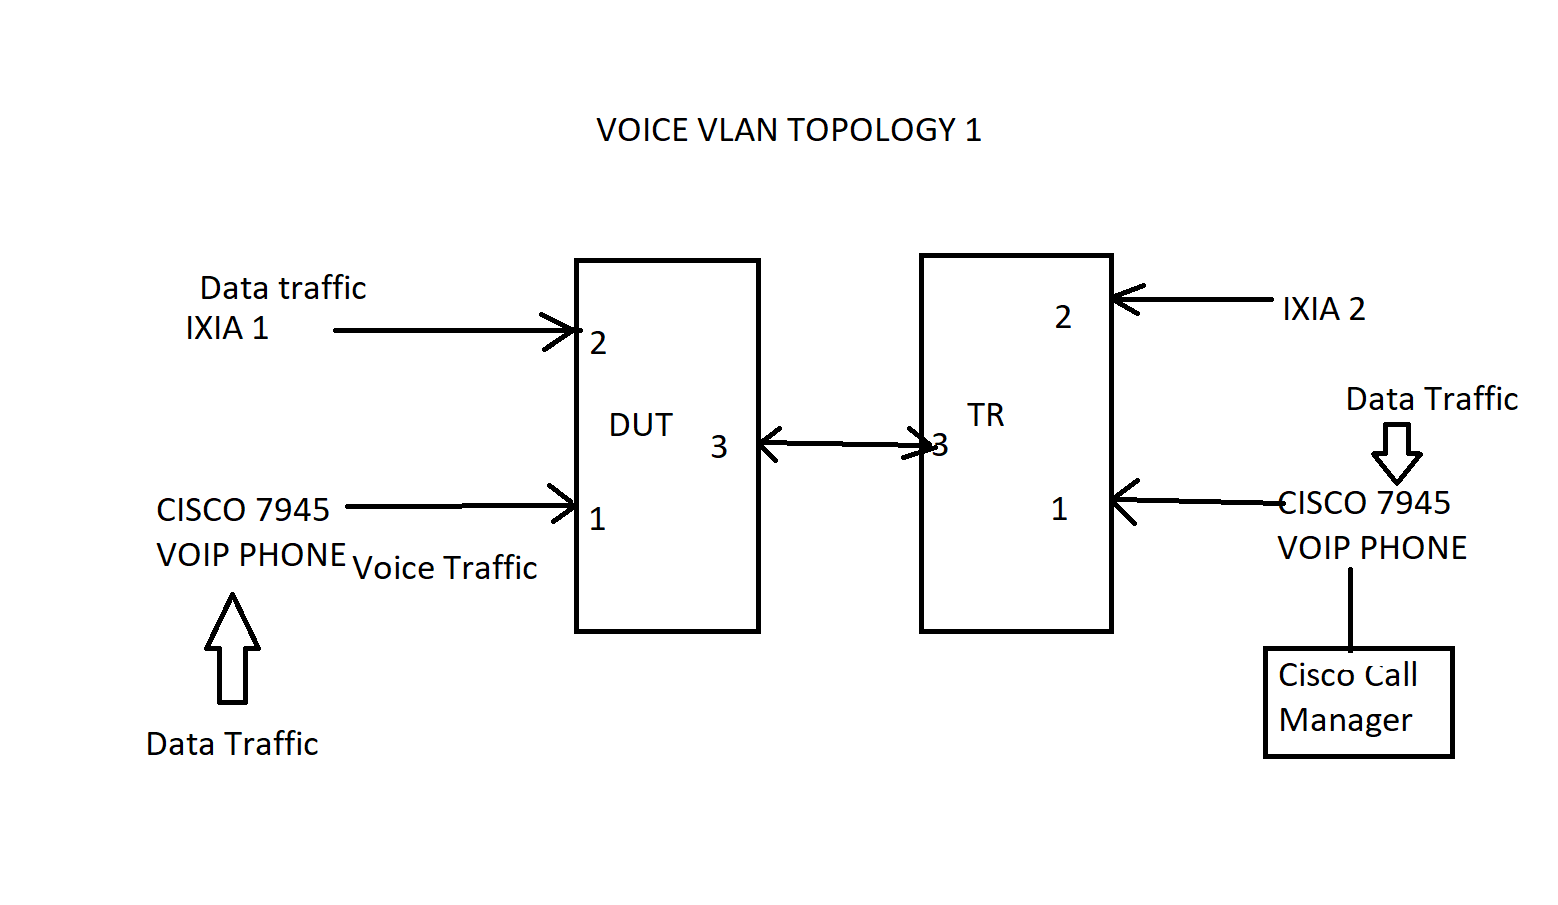 VOICE VLAN TOPOLOGY 1
Data traffic
IXIA 1
2
DUT
3
1
CISCO 7945
VOIP PHONE
Voice Traffic
Data Traffic
2
TR
3
1
IXIA 2
Data Traffic
CISCO 7945
VOIP PHONE
Cisco Call
Manager